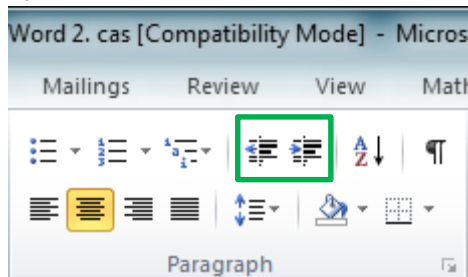 Word 2. cas [Compatibility Mode] - Micros
Mailings Review View Math
Paragraph